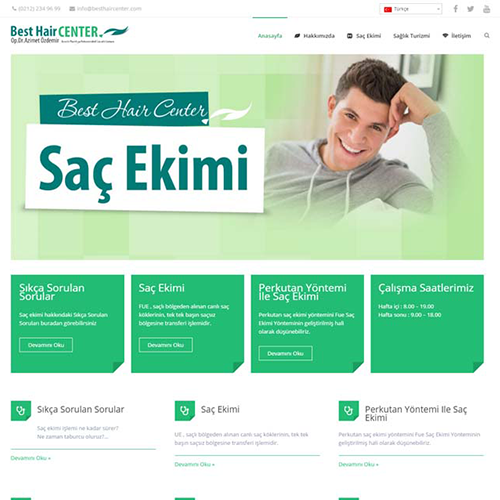 (0212) 234 96 99 info@besthaircenter.com Türkçe
Best Hair CENTER
Op.Dr.Azimet Özdemir
Anasayfa Hakkımızda Saç Ekimi Sağlık Turizmi İletişim
Best Hair Center
Saç Ekimi
Sıkça Sorulan
Sorular
Saç ekimi hakkındaki Sıkça Sorulan
Soruları buradan görebilirsiniz
Devamını Oku
Saç Ekimi
FUE , saçlı bölgeden alınan canlı saç
köklerinin, tek tek başın saçsız
bölgesine transferi işlemidir.
Devamını Oku
Perkutan Yöntemi
İle Saç Ekimi
Perkutan saç ekimi yöntemi Fue Saç
Ekimi Yönteminin geliştirilmiş hali
olarak düşünebiliriz.
Devamını Oku
Çalışma Saatlerimiz
Hafta içi : 8.00 – 19.00
Hafta sonu : 9.00 – 18.00
Sıkça Sorulan Sorular
Saç ekimi işlemi ne kadar sürer?
Ne zaman taburcu oluruz?...
Devamını Oku »
Saç Ekimi
UE , saçlı bölgeden alınan canlı saç köklerinin, tek tek başın
saçsız bölgesine transferi işlemidir.
Devamını Oku »
Perkutan Yöntemi Ile Saç
Ekimi
Perkutan saç ekimi yöntemini Fue Saç Ekimi Yönteminin
geliştirilmiş hali olarak düşünebiliriz.
Devamını Oku »